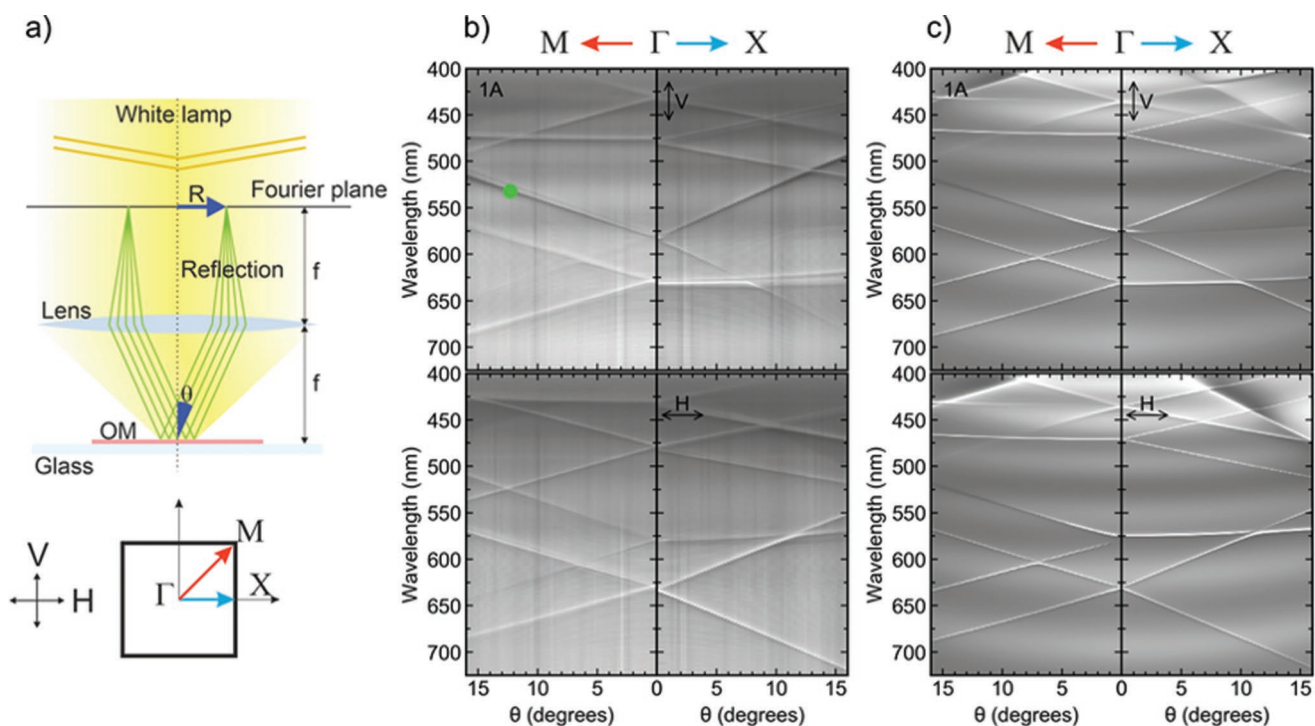 a)
White lamp
R
Fourier plane
Reflection
f
Lens
θ
f
OM
Glass
V
H
M
Γ
X
b)
M Γ X
1A
V
400
450
500
550
600
650
700
Wavelength (nm)
H
400
450
500
550
600
650
700
Wavelength (nm)
15 10 5 0 5 10 15
θ (degrees) θ (degrees)
c)
M Γ X
1A
V
400
450
500
550
600
650
700
Wavelength (nm)
H
400
450
500
550
600
650
700
Wavelength (nm)
15 10 5 0 5 10 15
θ (degrees) θ (degrees)